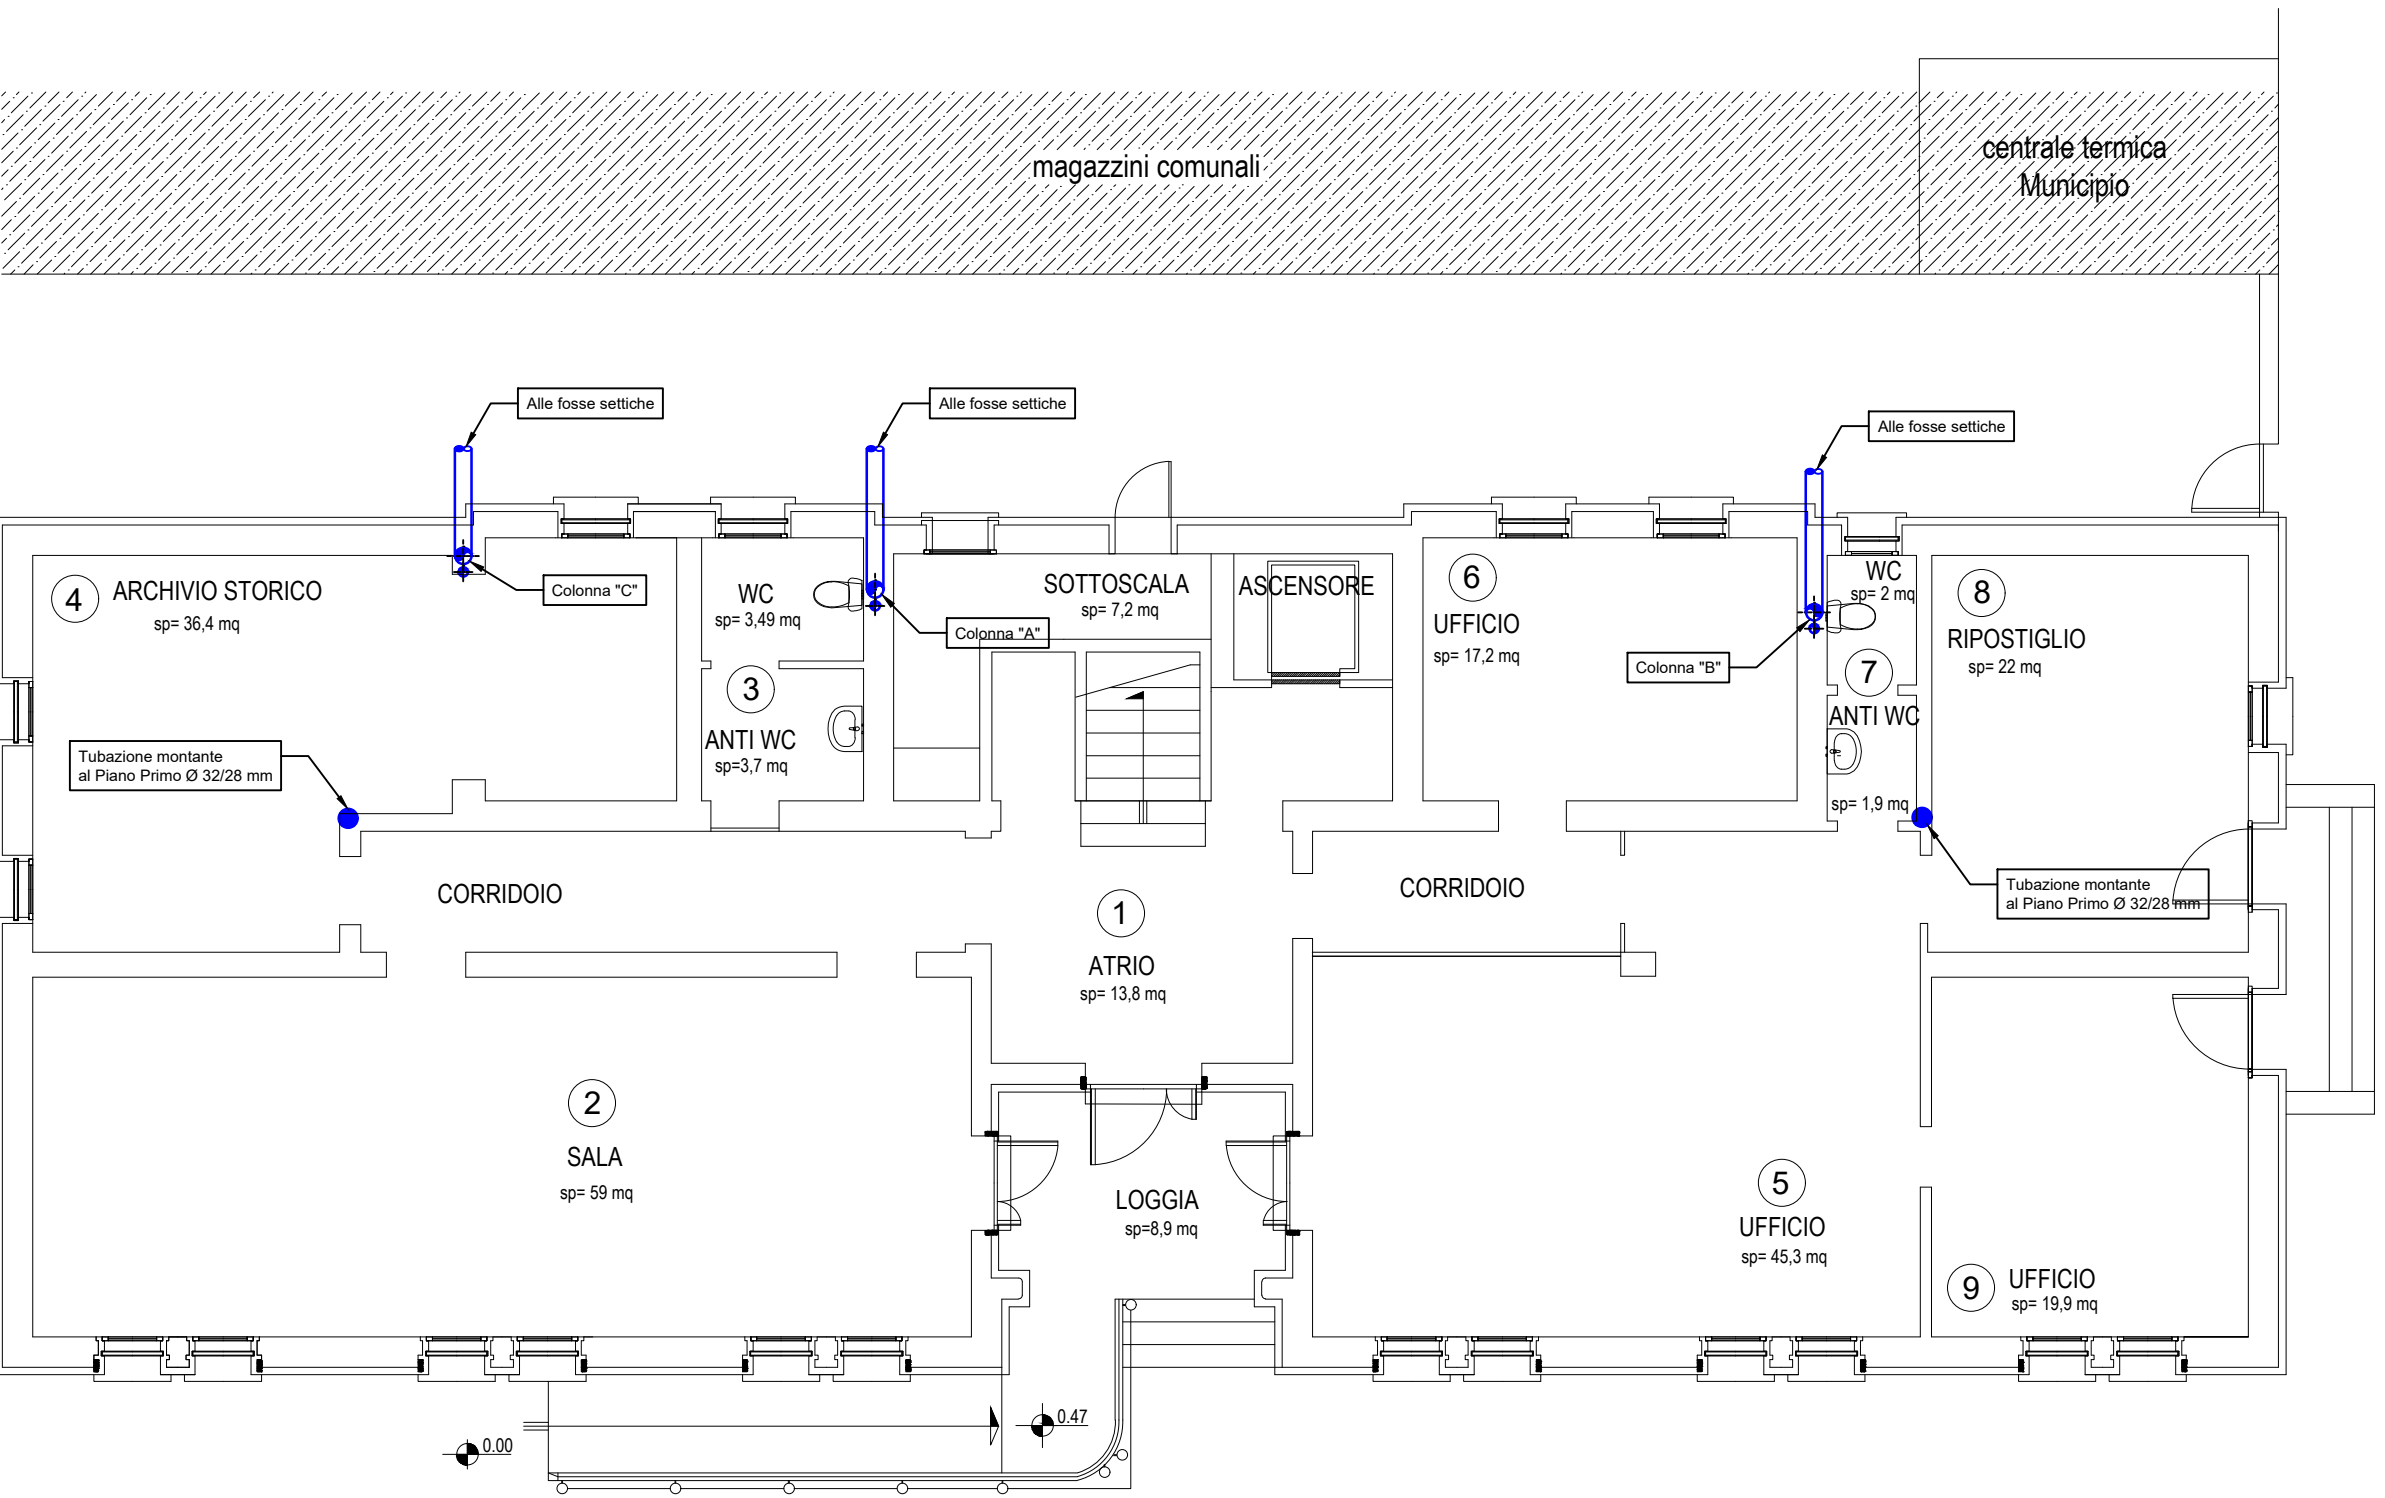 magazzini comunali
centrale termica
Municipio
Alle fosse settiche
Alle fosse settiche
Alle fosse settiche
4
ARCHIVIO STORICO
sp= 36,4 mq
Colonna "C"
WC
sp= 3,49 mq
Colonna "A"
SOTTOSCALA
sp= 7,2 mq
ASCENSORE
6
UFFICIO
sp= 17,2 mq
Colonna "B"
WC
sp= 2 mq
8
RIPOSTIGLIO
sp= 22 mq
3
ANTI WC
sp=3,7 mq
7
ANTI WC
sp= 1,9 mq
Tubazione montante
al Piano Primo Ø 32/28 mm
CORRIDOIO
CORRIDOIO
Tubazione montante
al Piano Primo Ø 32/28 mm
1
ATRIO
sp= 13,8 mq
2
SALA
sp= 59 mq
LOGGIA
sp=8,9 mq
5
UFFICIO
sp= 45,3 mq
9
UFFICIO
sp= 19,9 mq
0.47
0.00